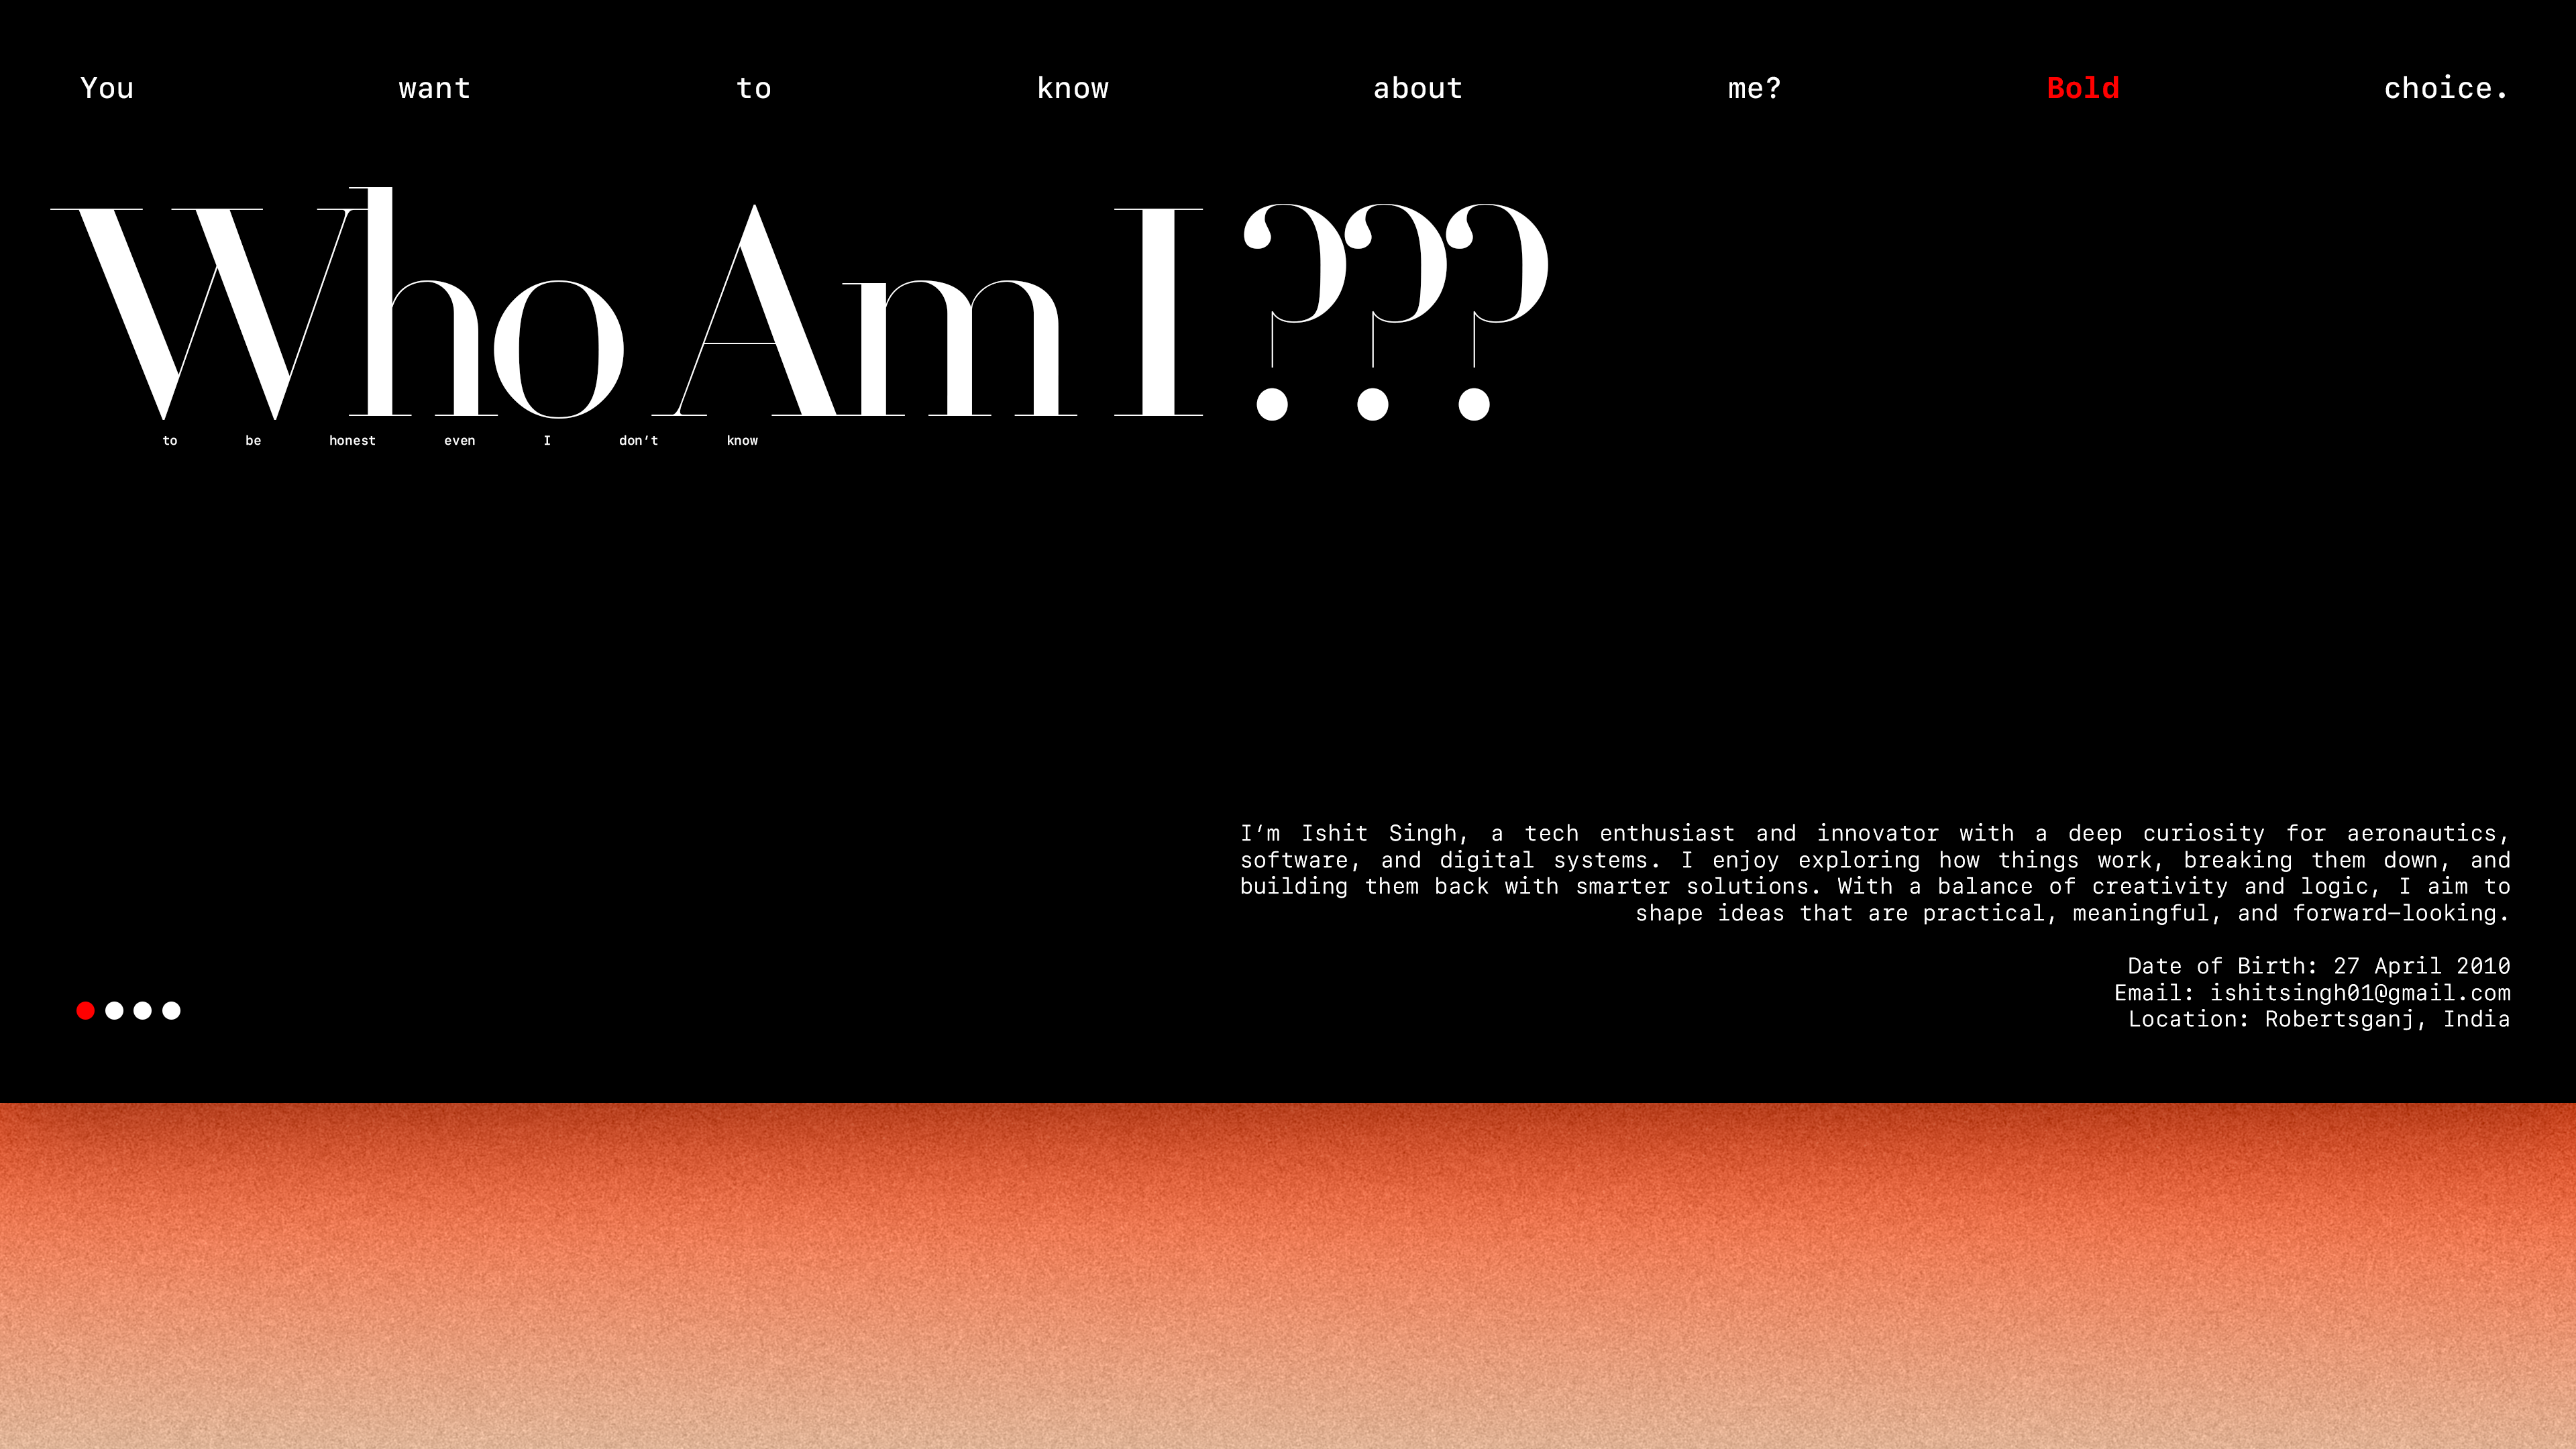 You want to know about me? Bold choice.
Who Am I ???
to be honest even I don't know
I'm Ishit Singh, a tech enthusiast and innovator with a deep curiosity for aeronautics,
software, and digital systems. I enjoy exploring how things work, breaking them down, and
building them back with smarter solutions. With a balance of creativity and logic, I aim to
shape ideas that are practical, meaningful, and forward-looking.
Date of Birth: 27 April 2010
Email: ishitsingh01@gmail.com
Location: Robertsganj, India